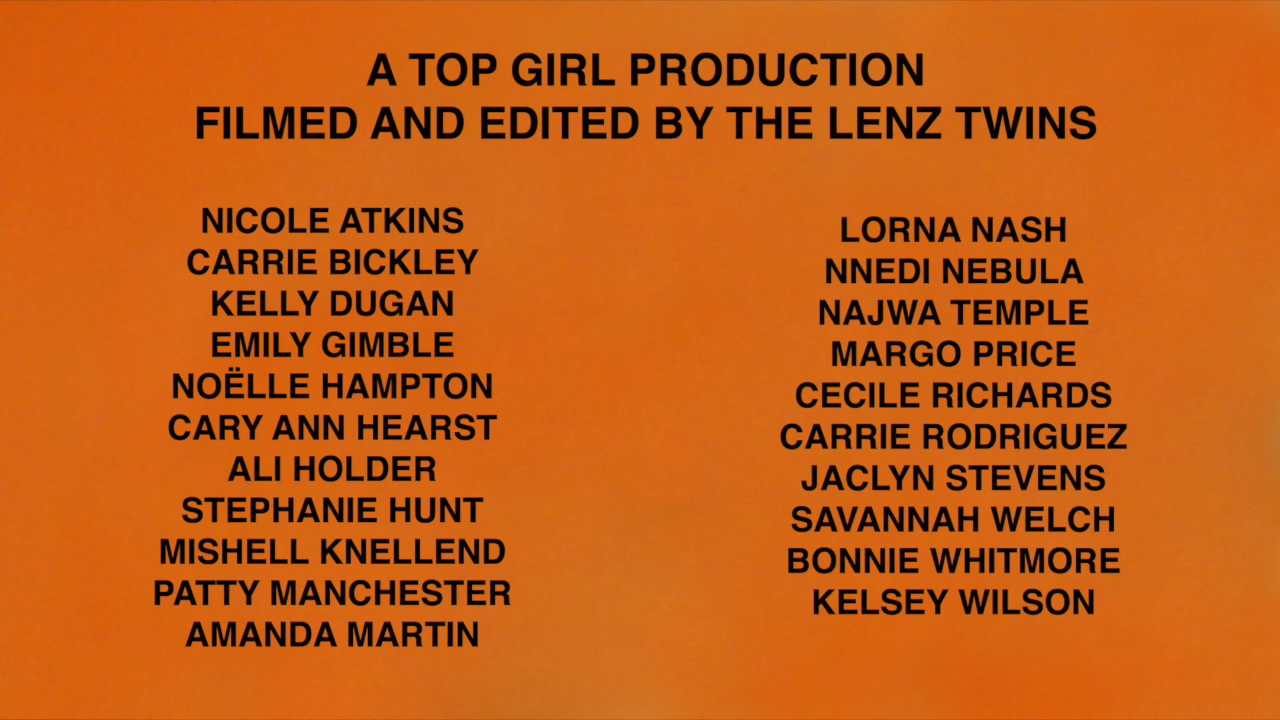 A TOP GIRL PRODUCTION
FILMED AND EDITED BY THE LENZ TWINS
NICOLE ATKINS
CARRIE BICKLEY
KELLY DUGAN
EMILY GIMBLE
NOËLLE HAMPTON
CARY ANN HEARST
ALI HOLDER
STEPHANIE HUNT
MISHELL KNELLEND
PATTY MANCHESTER
AMANDA MARTIN
LORNA NASH
NNEDI NEBULA
NAJWA TEMPLE
MARGO PRICE
CECILE RICHARDS
CARRIE RODRIGUEZ
JACLYN STEVENS
SAVANNAH WELCH
BONNIE WHITMORE
KELSEY WILSON